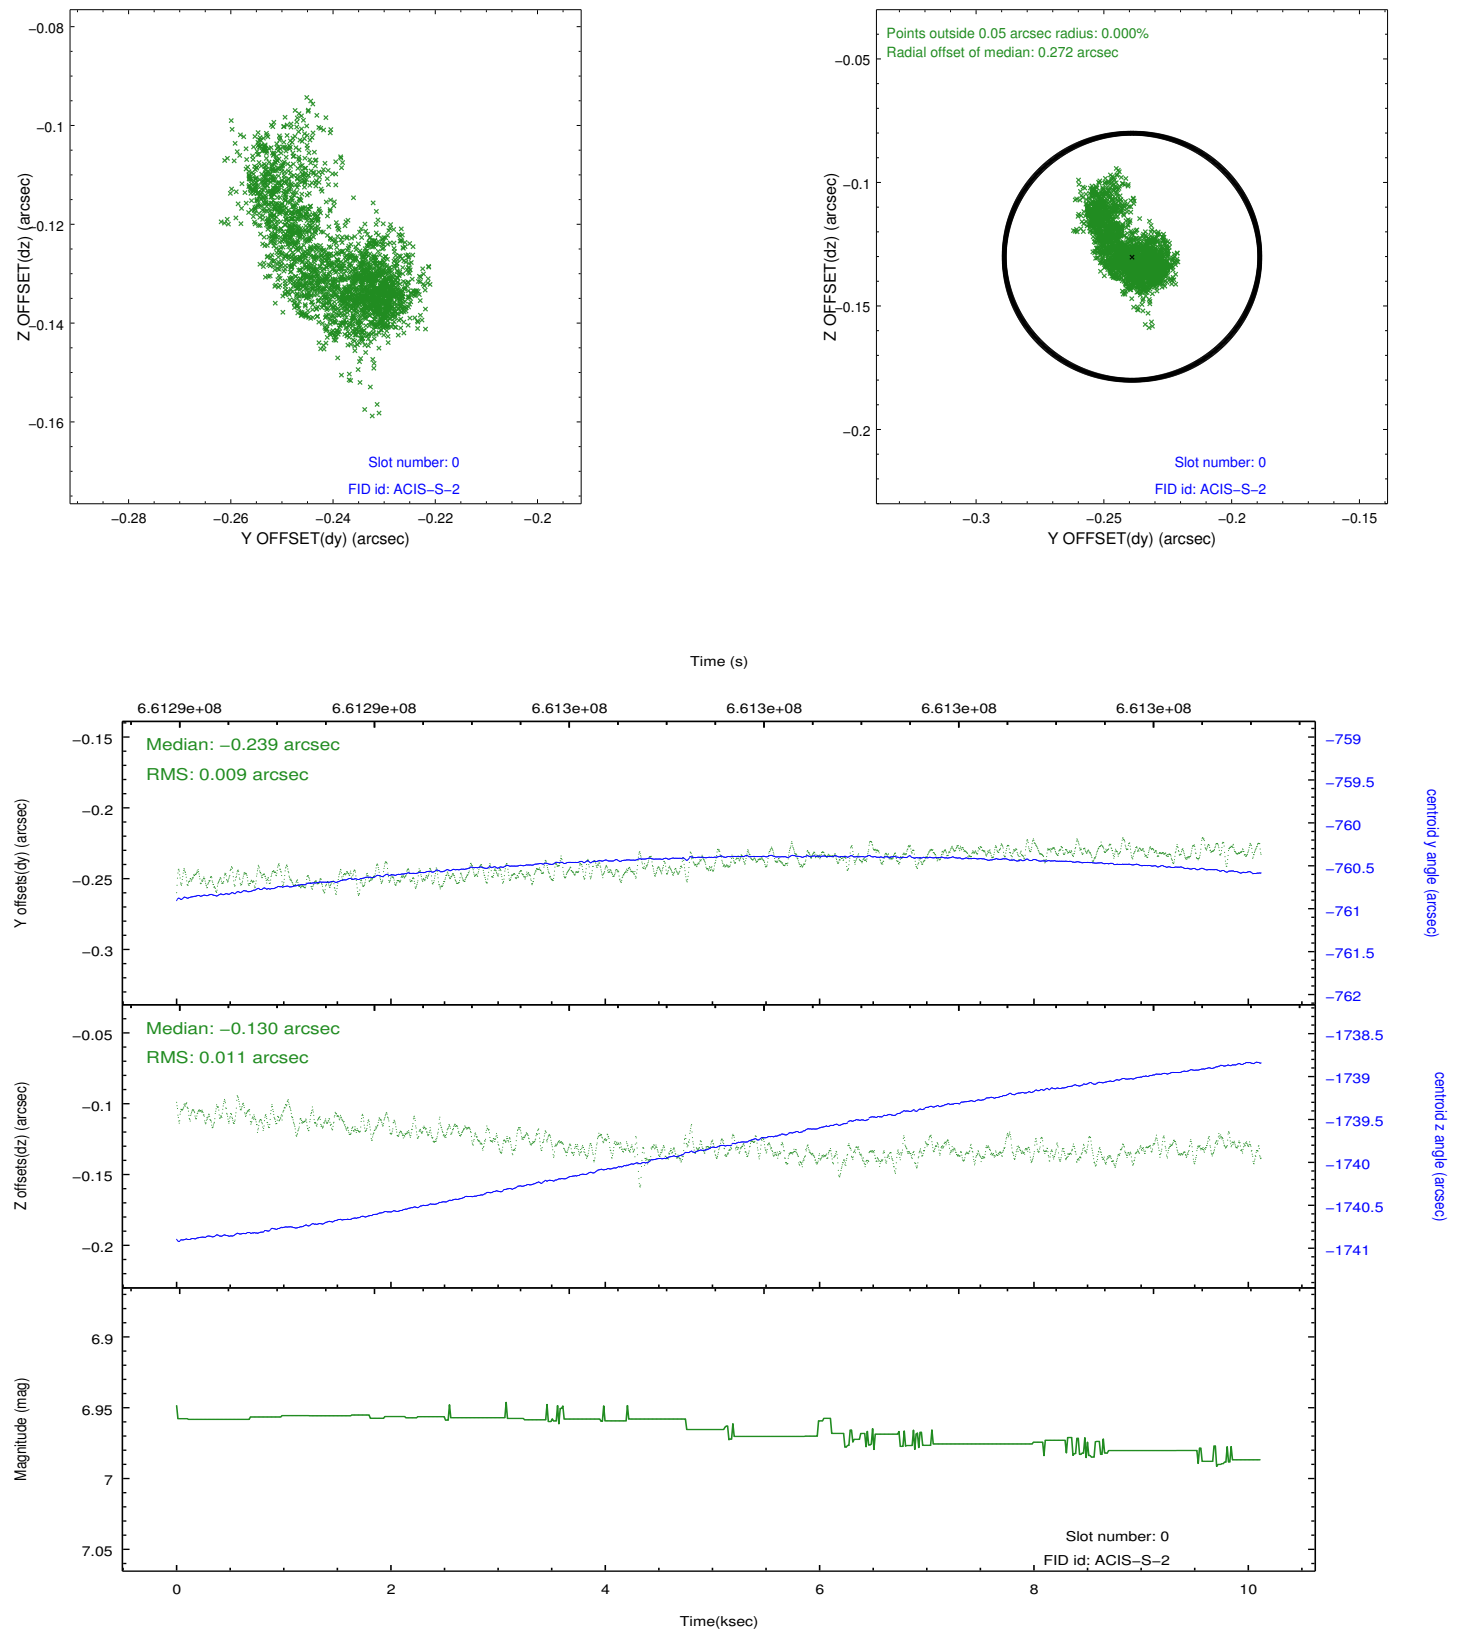 −0.08
−0.1
−0.12
−0.14
−0.16
Z OFFSET(dz) (arcsec)
Slot number: 0
FID id: ACIS−S−2
−0.28
−0.26
−0.24
−0.22
−0.2
Y OFFSET(dy) (arcsec)
Points outside 0.05 arcsec radius: 0.000%
Radial offset of median: 0.272 arcsec
−0.05
−0.1
−0.15
−0.2
Z OFFSET(dz) (arcsec)
Slot number: 0
FID id: ACIS−S−2
−0.3
−0.25
−0.2
−0.15
Y OFFSET(dy) (arcsec)
Time (s)
6.6129e+08
6.6129e+08
6.613e+08
6.613e+08
6.613e+08
6.613e+08
Median: −0.239 arcsec
RMS: 0.009 arcsec
−0.15
−0.2
−0.25
−0.3
Y offsets(dy) (arcsec)
−759
−759.5
−760
−760.5
−761
−761.5
−762
centroid y angle (arcsec)
Median: −0.130 arcsec
RMS: 0.011 arcsec
−0.05
−0.1
−0.15
−0.2
Z offsets(dz) (arcsec)
−1738.5
−1739
−1739.5
−1740
−1740.5
−1741
centroid z angle (arcsec)
6.9
6.95
7
7.05
Magnitude (mag)
Slot number: 0
FID id: ACIS−S−2
0
2
4
6
8
10
Time(ksec)